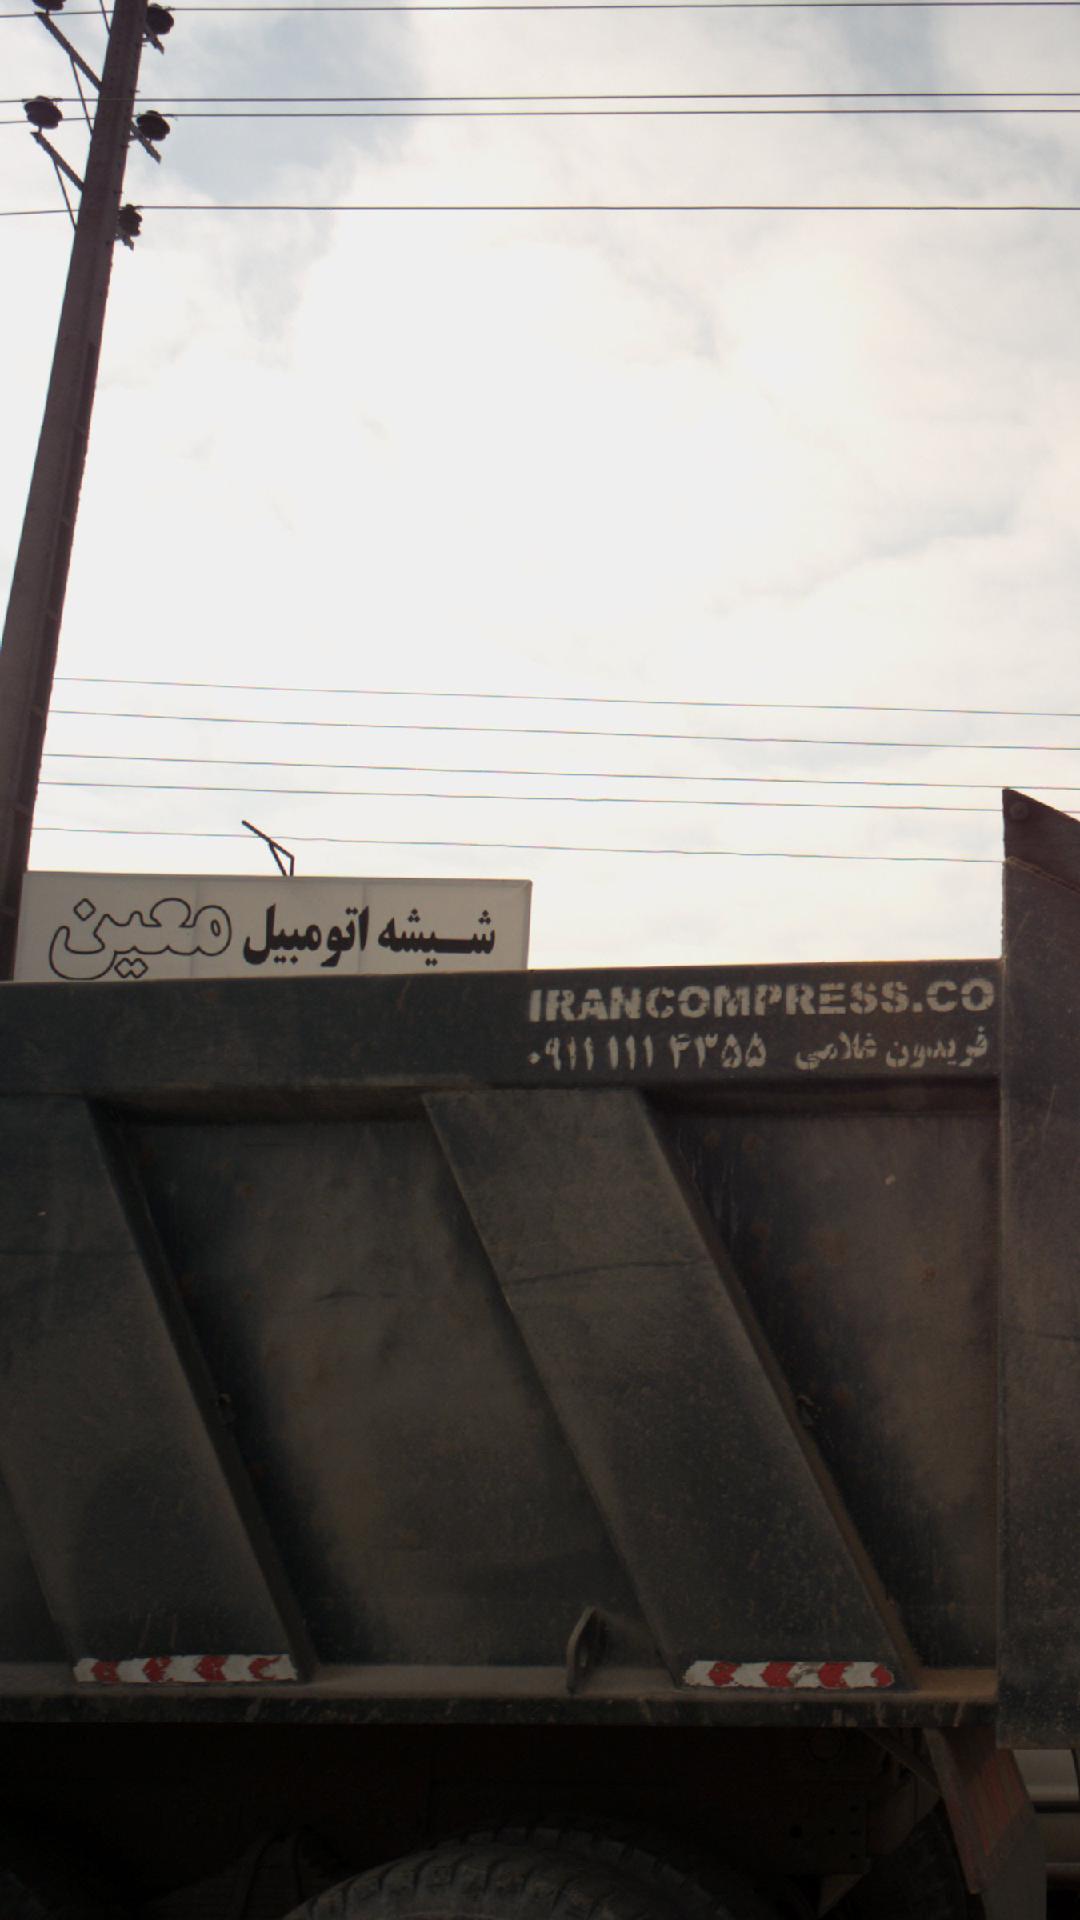 شیشه اتومبیل معین
IRANCOMPRESS.CO
فریدون غلامی ۰۹۱۱ ۱۱۱ ۴۳۵۵